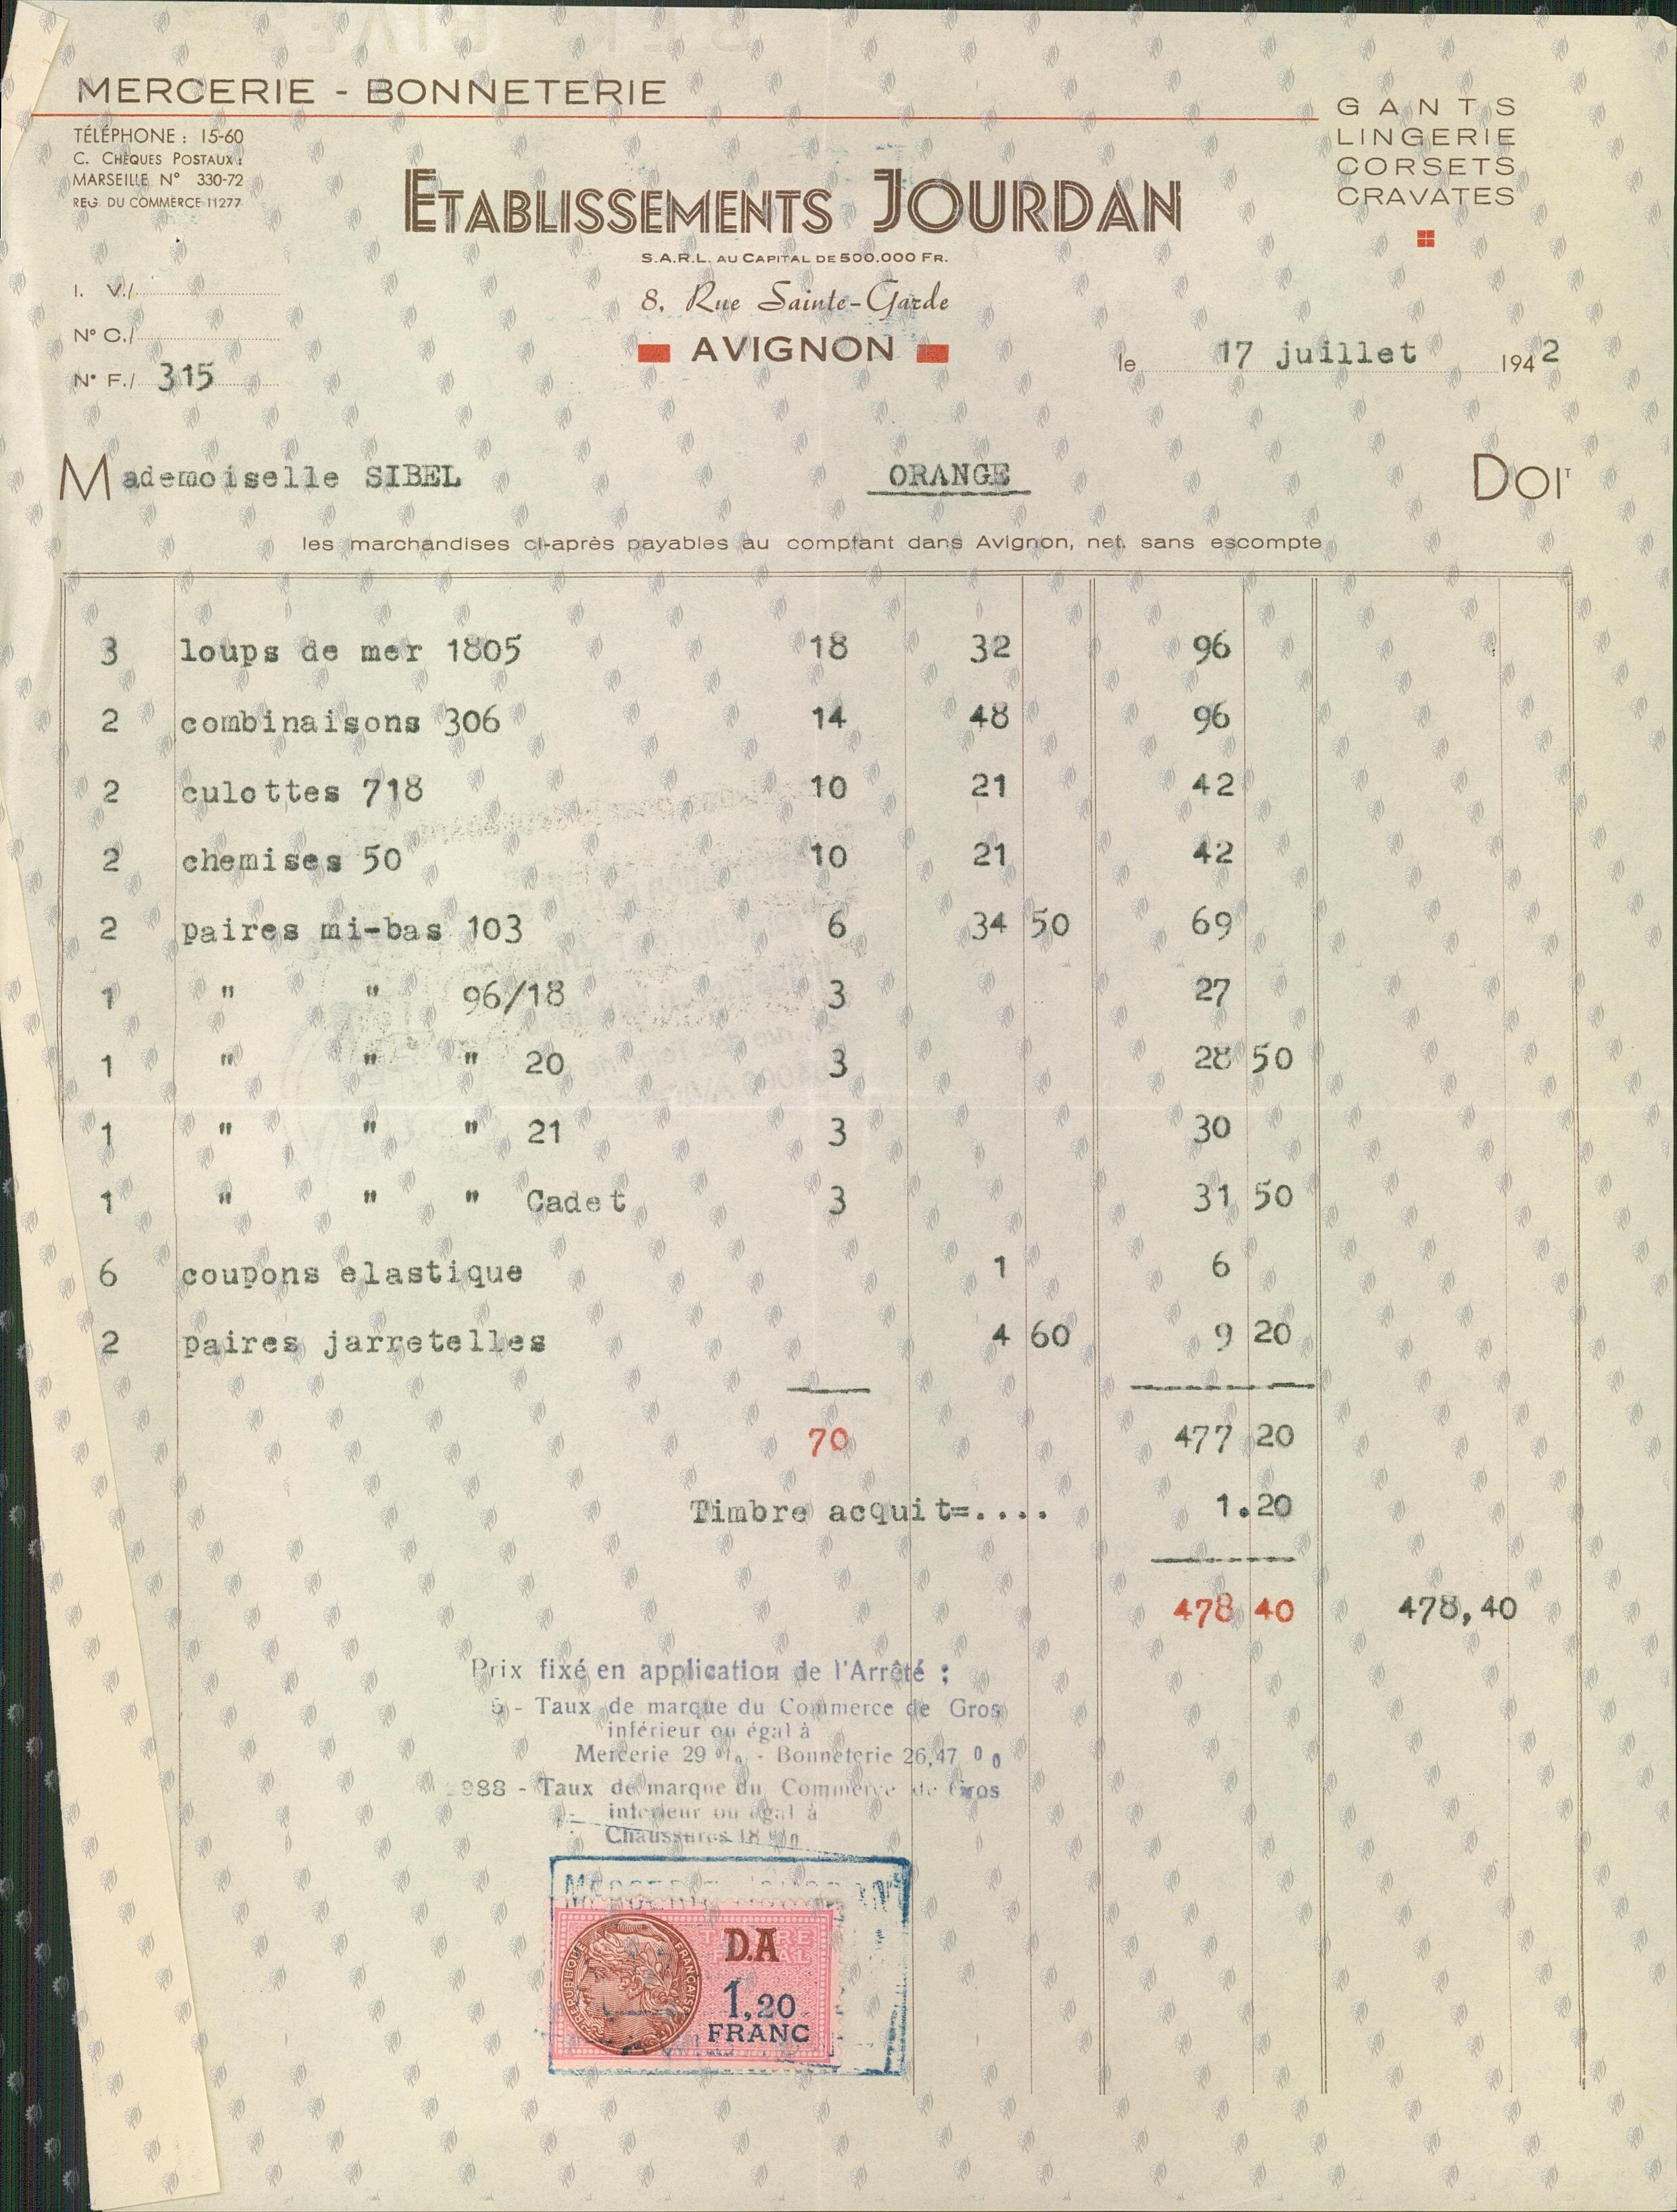 MERCERIE - BONNETERIE
GANTS
LINGERIE
CORSETS
CRAVATES
TÉLÉPHONE : 15-60
C. CHÈQUES POSTAUX :
MARSEILLE N° 330-72
REG. DU COMMERCE 11277
ETABLISSEMENTS JOURDAN
S.A.R.L. AU CAPITAL DE 500.000 FR.
8, Rue Sainte-Garde
AVIGNON
I. V./
N° C./
N° F./ 315
le 17 juillet 1942
Mademoiselle SIBEL ORANGE DOIT
les marchandises ci-après payables au comptant dans Avignon, net. sans escompte
3 loups de mer 1805 18 32 96
2 combinaisons 306 14 48 96
2 culottes 718 10 21 42
2 chemises 50 10 21 42
2 paires mi-bas 103 6 34 50 69
1 " " 96/18 3 27
1 " " " 20 3 28 50
1 " " " 21 3 30
1 " " " Cadet 3 31 50
6 coupons elastique 1 6
2 paires jarretelles 4 60 9 20
70 477 20
Timbre acquit=.... 1.20
478 40 478,40
Prix fixé en application de l'Arrêté :
5 - Taux de marque du Commerce de Gros
inférieur ou égal à
Mercerie 29 % - Bonneterie 26,47 %
988 - Taux de marque du Commerce de Gros
inférieur ou égal à
Chaussures 18 %
MERCERIE
RÉPUBLIQUE FRANÇAISE
TIMBRE
D.A
1,20
FRANC